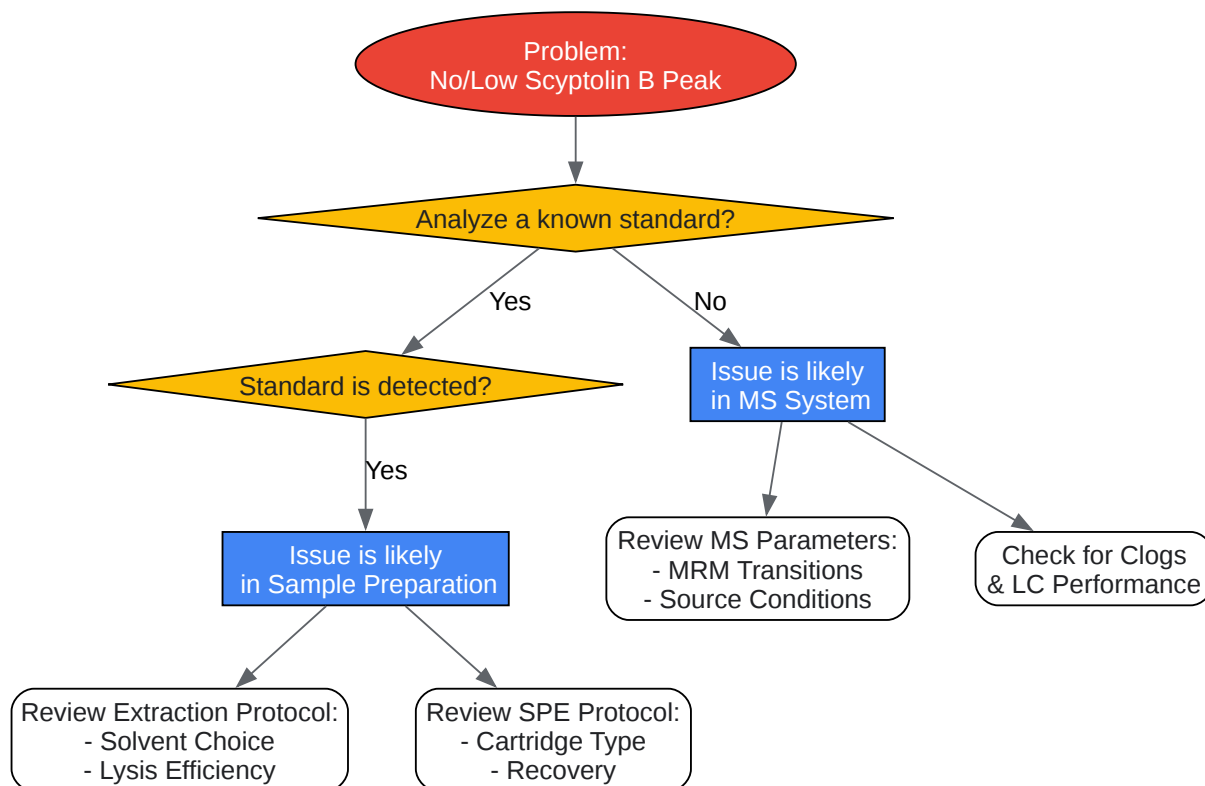 Problem:
No/Low Scyptolin B Peak
Analyze a known standard?
Yes
No
Standard is detected?
Issue is likely
in MS System
Yes
Review MS Parameters:
- MRM Transitions
- Source Conditions
Check for Clogs
& LC Performance
Issue is likely
in Sample Preparation
Review Extraction Protocol:
- Solvent Choice
- Lysis Efficiency
Review SPE Protocol:
- Cartridge Type
- Recovery